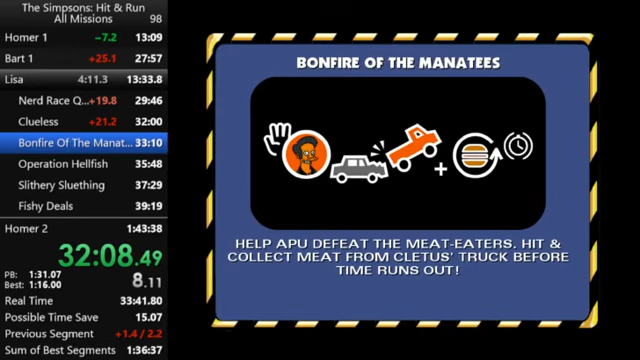 The Simpsons: Hit & Run
All Missions 98
Homer 1 -7.2 13:09
Bart 1 +25.1 27:57
Lisa 4:11.3 13:33.8
Nerd Race Q... +19.8 29:46
Clueless +21.2 32:00
Bonfire Of The Manat... 33:10
Operation Hellfish 35:48
Slithery Sluething 37:29
Fishy Deals 39:19
Homer 2 1:43:38
32:08.49
PB: 1:31.07
Best: 1:16.00
8.11
Real Time 33:41.80
Possible Time Save 15.07
Previous Segment +1.4 / 2.2
Sum of Best Segments 1:36:37
BONFIRE OF THE MANATEES
+
HELP APU DEFEAT THE MEAT-EATERS. HIT &
COLLECT MEAT FROM CLETUS' TRUCK BEFORE
TIME RUNS OUT!